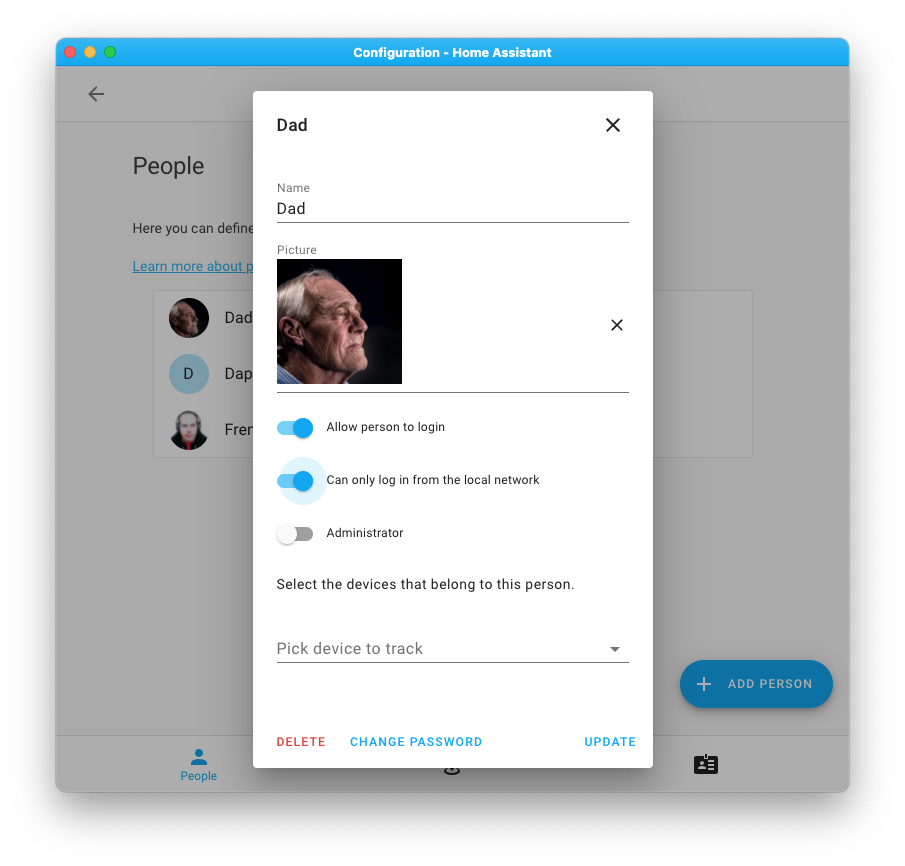 Configuration - Home Assistant
Dad
People
Name
Dad
Here you can define
Picture
Learn more about p
Dad
D
Dap
Fren
Allow person to login
Can only log in from the local network
Administrator
Select the devices that belong to this person.
Pick device to track
ADD PERSON
DELETE CHANGE PASSWORD UPDATE
People